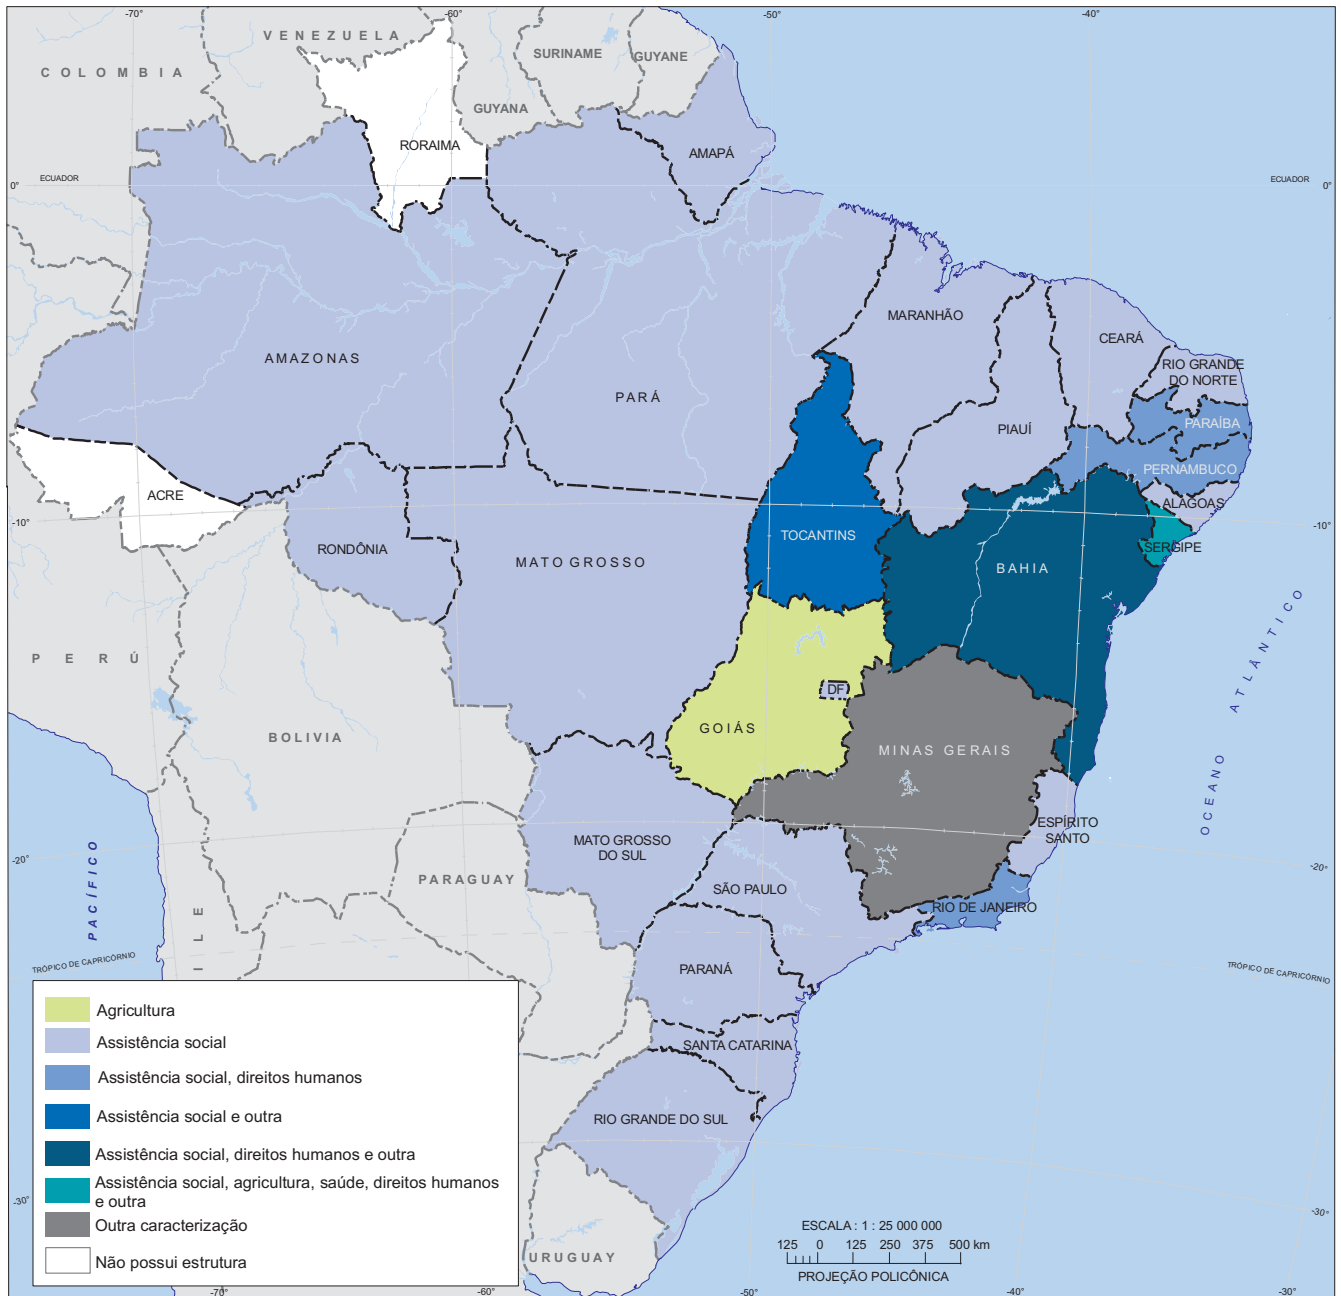 -70°
-60°
-50°
-40°
VENEZUELA
SURINAME
GUYANE
COLOMBIA
GUYANA
RORAIMA
AMAPÁ
ECUADOR
ECUADOR
0°
0°
MARANHÃO
CEARÁ
AMAZONAS
RIO GRANDE
DO NORTE
PARÁ
PIAUÍ
PARAÍBA
PERNAMBUCO
ACRE
ALAGOAS
-10°
-10°
RONDÔNIA
MATO GROSSO
TOCANTINS
BAHIA
SERGIPE
PERÚ
OCEANO ATLÂNTICO
DF
BOLIVIA
GOIÁS
MINAS GERAIS
ESPÍRITO
SANTO
MATO GROSSO
DO SUL
-20°
-20°
PARAGUAY
SÃO PAULO
PACÍFICO
ILE
RIO DE JANEIRO
TRÓPICO DE CAPRICÓRNIO
TRÓPICO DE CAPRICÓRNIO
PARANÁ
SANTA CATARINA
RIO GRANDE DO SUL
Agricultura
Assistência social
Assistência social, direitos humanos
Assistência social e outra
Assistência social, direitos humanos e outra
Assistência social, agricultura, saúde, direitos humanos
e outra
Outra caracterização
Não possui estrutura
-30°
-30°
URUGUAY
ESCALA : 1 : 25 000 000
125 0 125 250 375 500 km
PROJEÇÃO POLICÔNICA
-70°
-60°
-50°
-40°
-30°